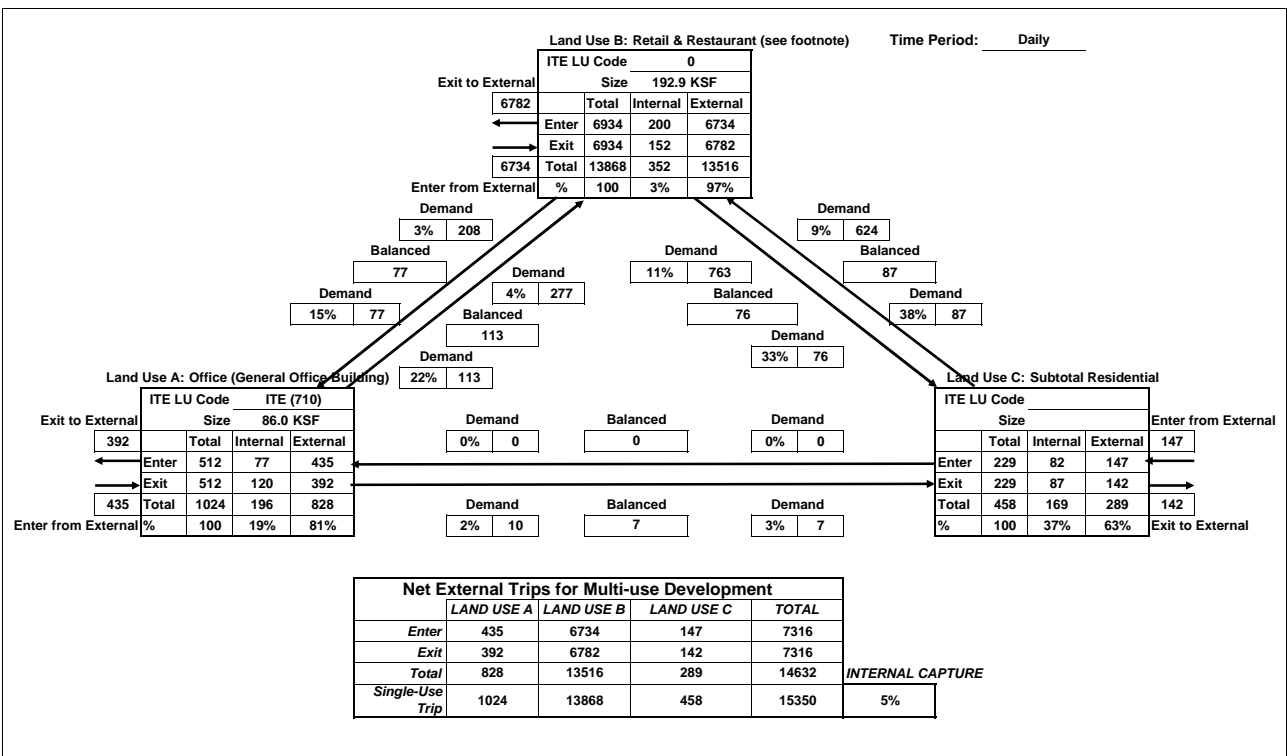 Land Use B: Retail & Restaurant (see footnote) Time Period: Daily
ITE LU Code 0
Exit to External Size 192.9 KSF
6782 Total Internal External
Enter 6934 200 6734
Exit 6934 152 6782
6734 Total 13868 352 13516
Enter from External % 100 3% 97%
Demand Demand
3% 208 9% 624
Balanced Demand Balanced
77 11% 763 87
Demand Demand Balanced Demand
15% 77 4% 277 76 38% 87
Balanced
113
Demand
33% 76
Demand
22% 113
Land Use A: Office (General Office Building)
ITE LU Code ITE (710)
Exit to External Size 86.0 KSF
392 Total Internal External
Enter 512 77 435
Exit 512 120 392
435 Total 1024 196 828
Enter from External % 100 19% 81%
Demand Balanced Demand
0% 0 0 0% 0
Demand Balanced Demand
2% 10 7 3% 7
Land Use C: Subtotal Residential
ITE LU Code
Size Enter from External
Total Internal External 147
Enter 229 82 147
Exit 229 87 142
Total 458 169 289 142
% 100 37% 63% Exit to External
Net External Trips for Multi-use Development
LAND USE A LAND USE B LAND USE C TOTAL
Enter 435 6734 147 7316
Exit 392 6782 142 7316
Total 828 13516 289 14632 INTERNAL CAPTURE
Single-Use
Trip 1024 13868 458 15350 5%